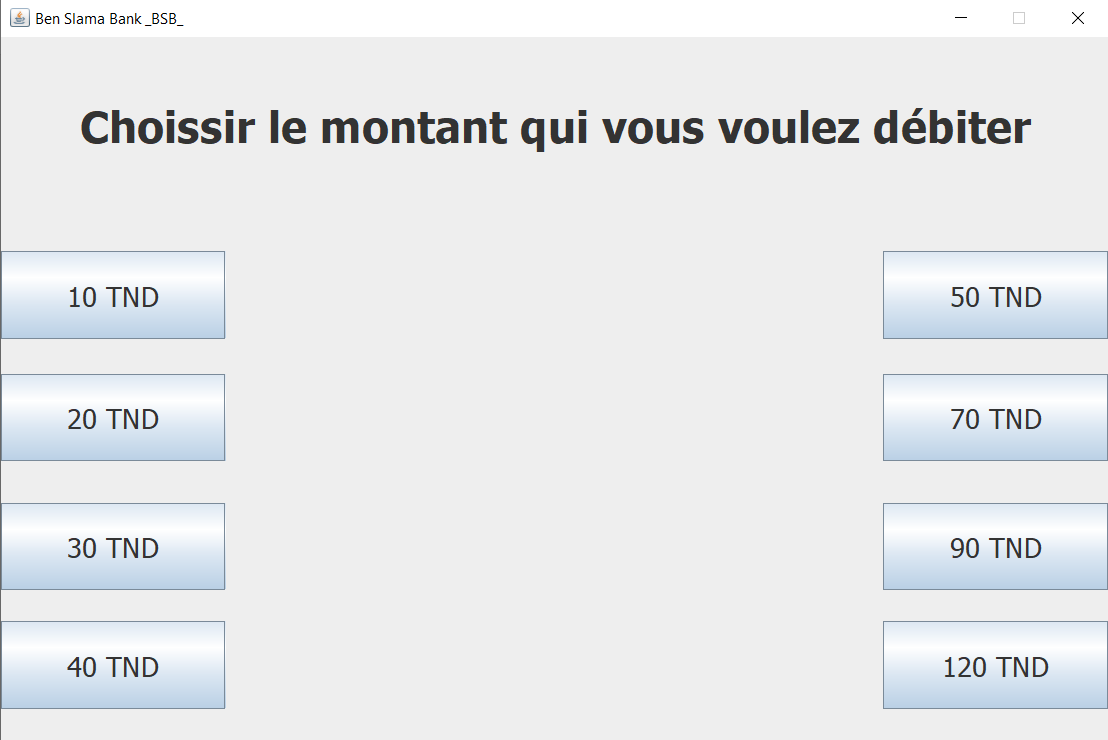 Ben Slama Bank _BSB_
Choissir le montant qui vous voulez débiter
10 TND
50 TND
20 TND
70 TND
30 TND
90 TND
40 TND
120 TND